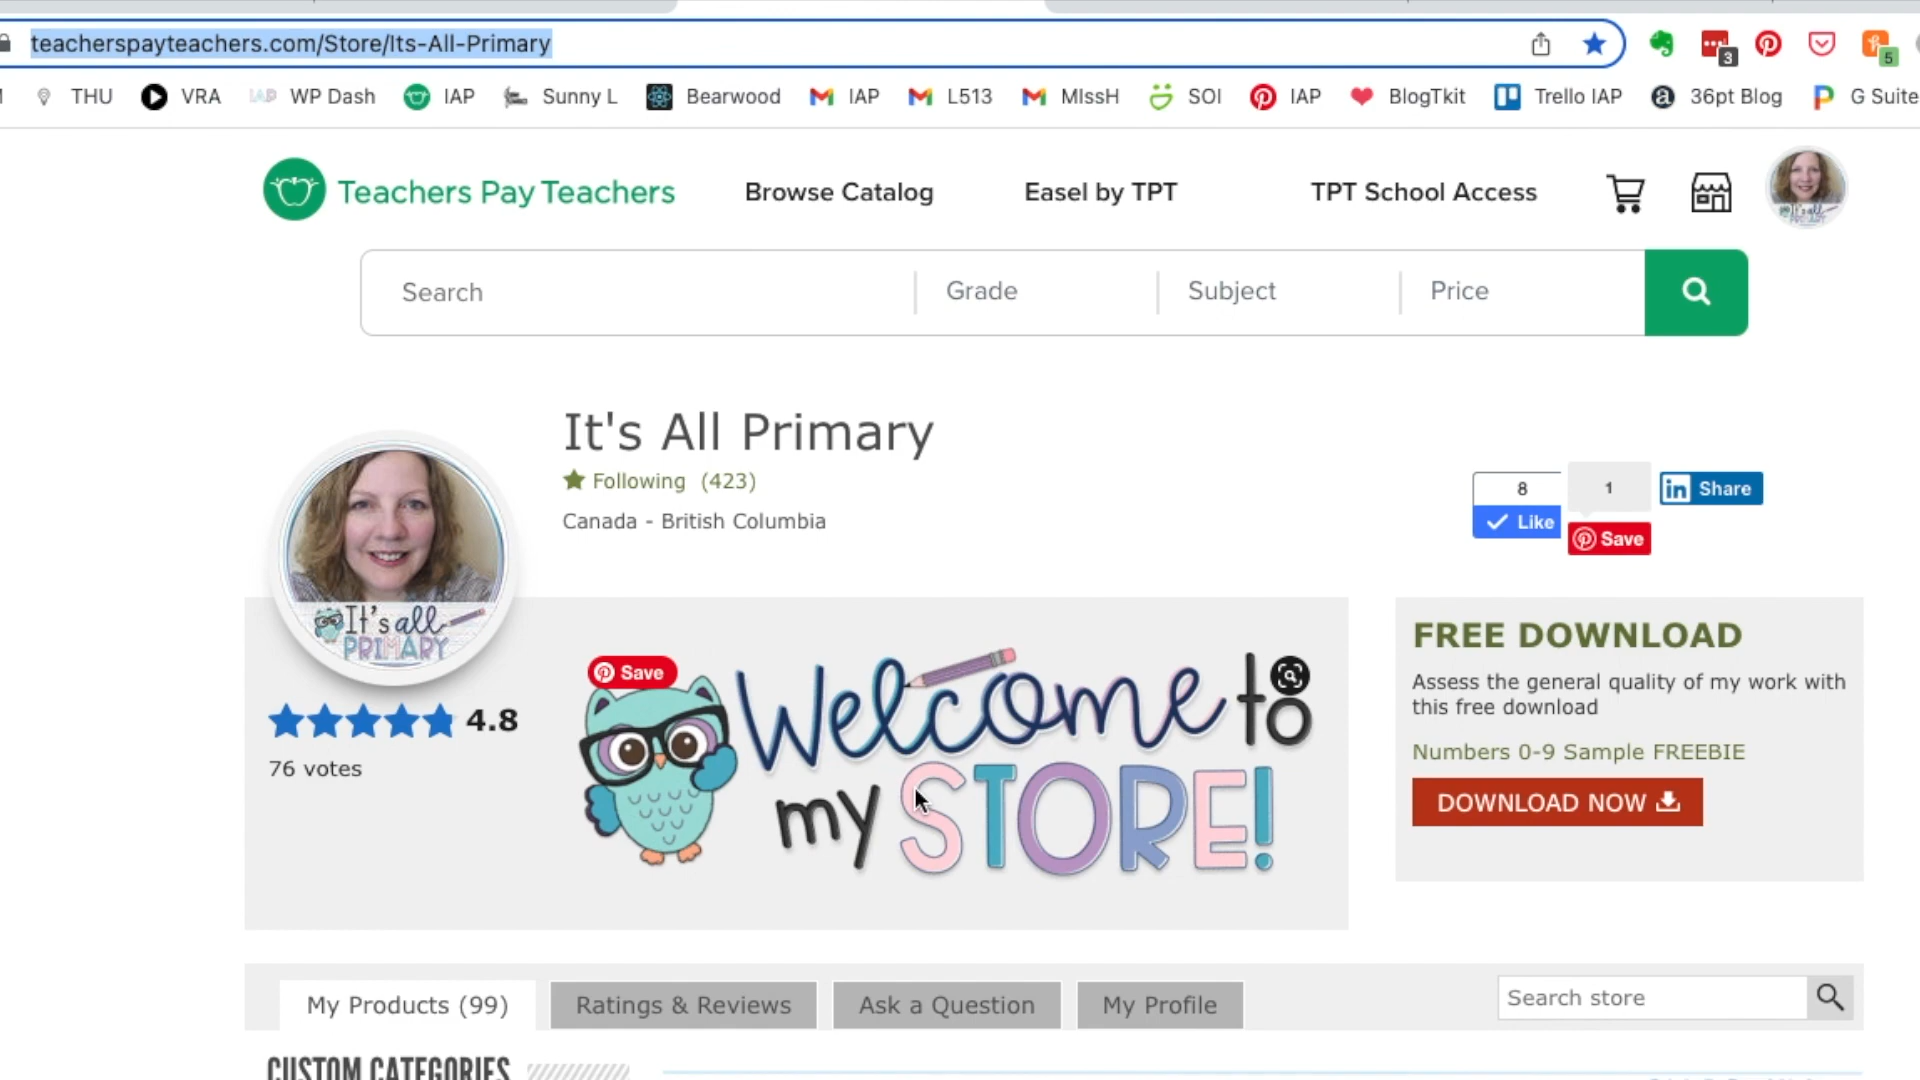 teacherspayteachers.com/Store/Its-All-Primary
3
5
THU VRA WP Dash IAP Sunny L Bearwood IAP L513 MIssH SOI IAP BlogTkit Trello IAP 36pt Blog G Suite
Teachers Pay Teachers Browse Catalog Easel by TPT TPT School Access
Search Grade Subject Price
It's All Primary
Following (423)
Canada - British Columbia
8
Like
1
Save
in Share
It's all
PRIMARY
4.8
76 votes
Save
Welcome to
my STORE!
FREE DOWNLOAD
Assess the general quality of my work with
this free download
Numbers 0-9 Sample FREEBIE
DOWNLOAD NOW
My Products (99) Ratings & Reviews Ask a Question My Profile Search store
CUSTOM CATEGORIES